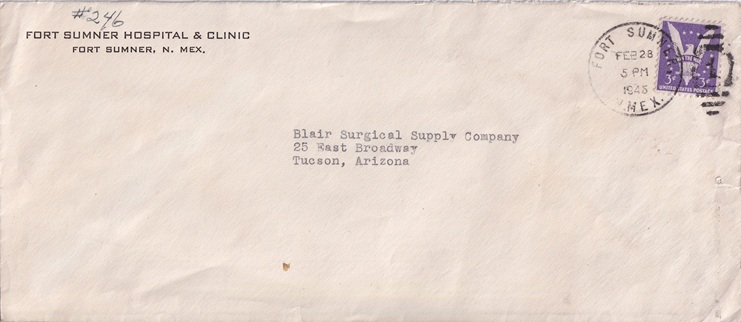 #246
FORT SUMNER HOSPITAL & CLINIC
FORT SUMNER, N. MEX.
FORT SUMNER
FEB 28
5 PM
N. MEX.
3¢ 3¢
UNITED STATES POSTAGE
Blair Surgical Supply Company
25 East Broadway
Tucson, Arizona